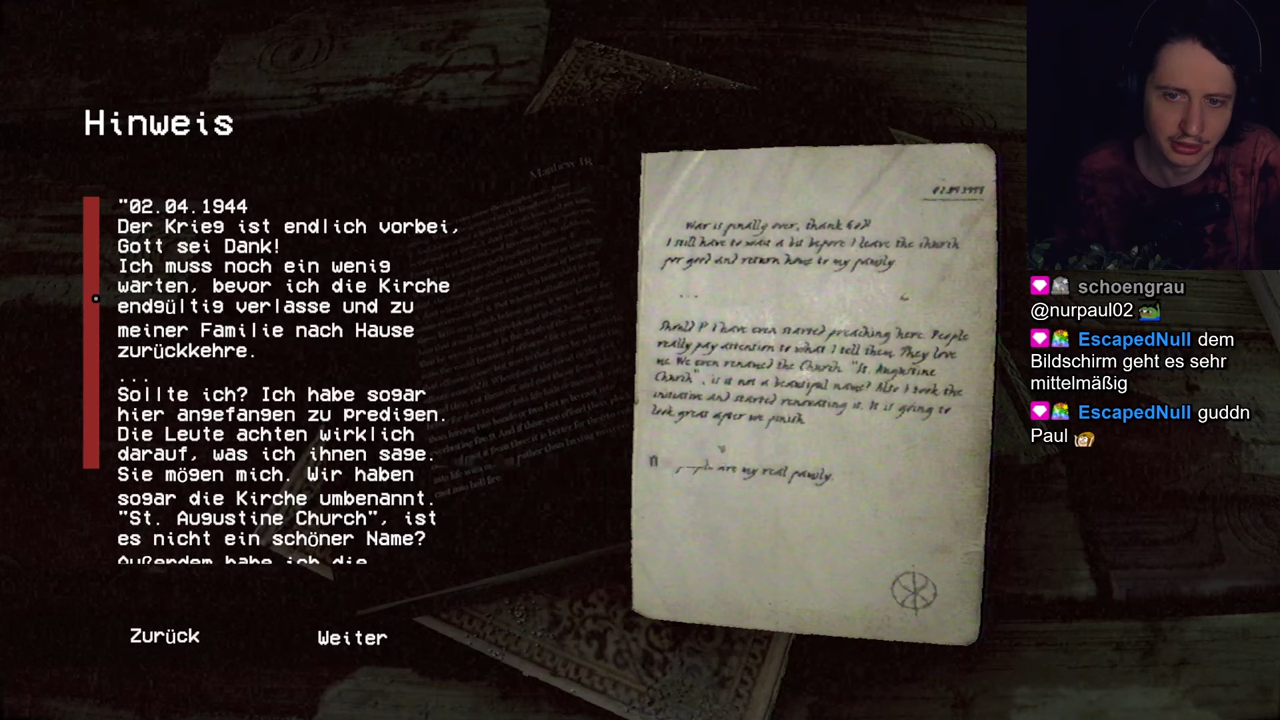 Hinweis
"02.04.1944
Der Krieg ist endlich vorbei,
Gott sei Dank!
Ich muss noch ein wenig
warten, bevor ich die Kirche
endgültig verlasse und zu
meiner Familie nach Hause
zurückkehre.
...
Sollte ich? Ich habe sogar
hier angefangen zu predigen.
Die Leute achten wirklich
darauf, was ich ihnen sage.
Sie mögen mich. Wir haben
sogar die Kirche umbenannt.
"St. Augustine Church", ist
es nicht ein schöner Name?
Außerdem habe ich die
Zurück
Weiter
Matthew 18
War is finally over, thank God!
I still have to wait a bit before I leave the church
for good and return home to my family
...
Should I? I have even started preaching here. People
really pay attention to what I tell them. They love
me. We even renamed the Church. "St. Augustine
Church", is it not a beautiful name? Also I took the
initiative and started renovating it. It is going to
look great after we finish
are my real family.
schoengrau
@nurpaul02
EscapedNull dem
Bildschirm geht es sehr
mittelmäßig
EscapedNull guddn
Paul